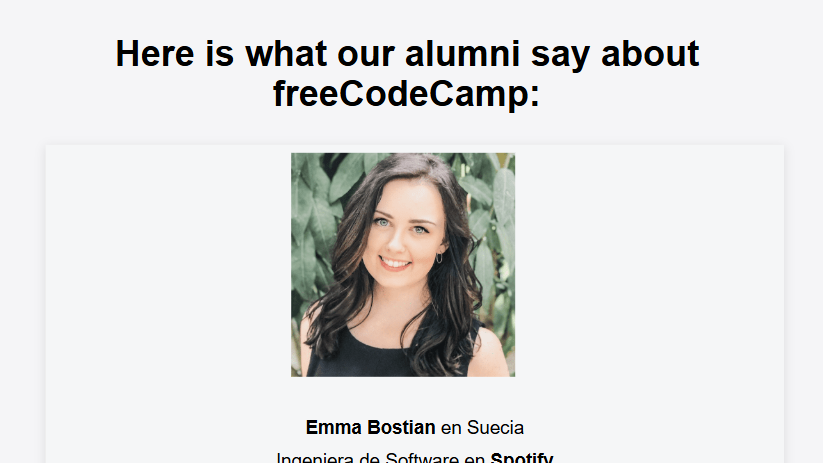 Here is what our alumni say about
freeCodeCamp:
Emma Bostian en Suecia
Ingeniera de Software en Spotify